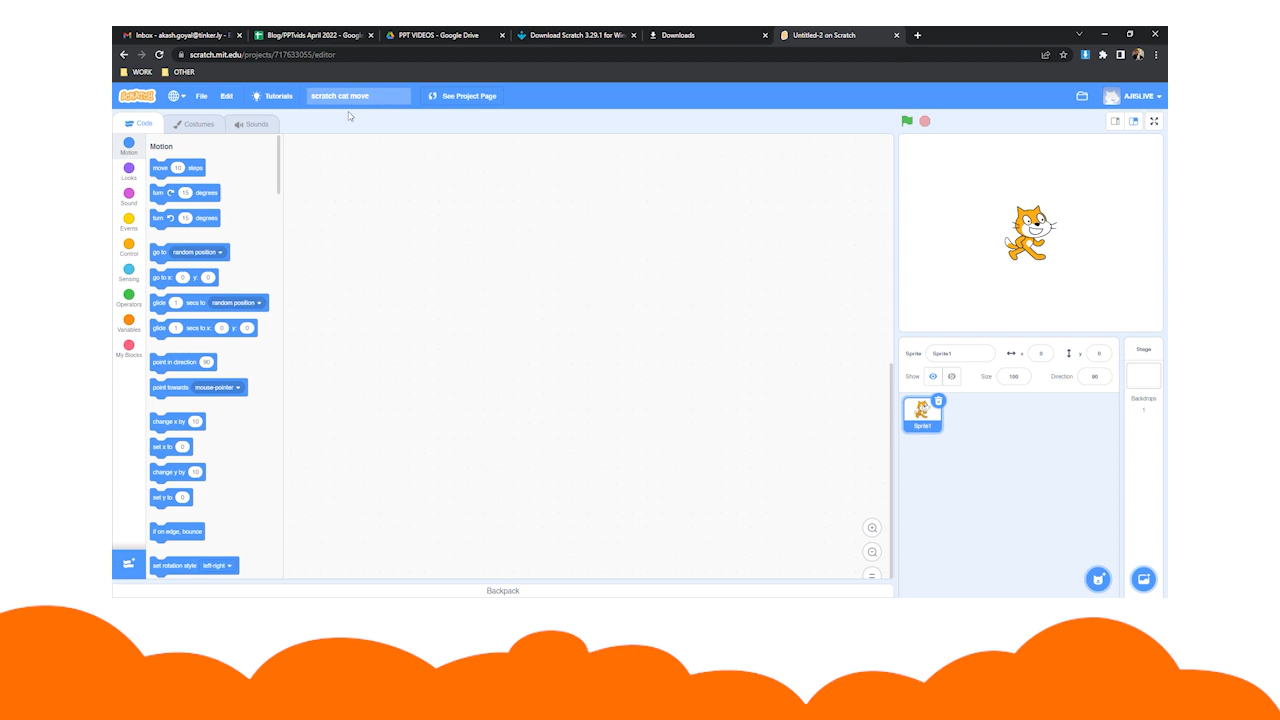 Inbox - akash.goyal@tinker.ly - E
Blog/PPTvids April 2022 - Google
PPT VIDEOS - Google Drive
Download Scratch 3.29.1 for Win
Downloads
Untitled-2 on Scratch
scratch.mit.edu/projects/717633055/editor
WORK OTHER
SCRATCH File Edit Tutorials scratch cat move See Project Page AJISLIVE
Code Costumes Sounds
Motion
Looks
Sound
Events
Control
Sensing
Operators
Variables
My Blocks
Motion
move 10 steps
turn 15 degrees
turn 15 degrees
go to random position
go to x: 0 y: 0
glide 1 secs to random position
glide 1 secs to x: 0 y: 0
point in direction 90
point towards mouse-pointer
change x by 10
set x to 0
change y by 10
set y to 0
if on edge, bounce
set rotation style left-right
Backpack
Sprite Sprite1 x 0 y 0
Show Size 100 Direction 90
Sprite1
Stage
Backdrops
1